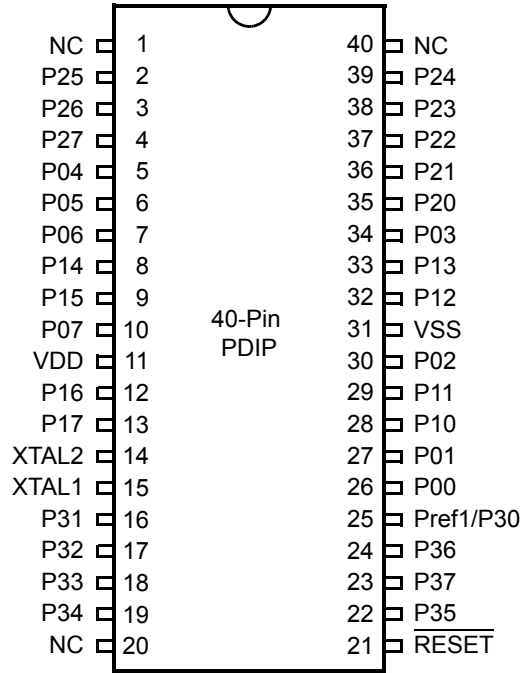 NC 1 40 NC
P25 2 39 P24
P26 3 38 P23
P27 4 37 P22
P04 5 36 P21
P05 6 35 P20
P06 7 34 P03
P14 8 33 P13
P15 9 32 P12
P07 10 40-Pin 31 VSS
VDD 11 PDIP 30 P02
P16 12 29 P11
P17 13 28 P10
XTAL2 14 27 P01
XTAL1 15 26 P00
P31 16 25 Pref1/P30
P32 17 24 P36
P33 18 23 P37
P34 19 22 P35
NC 20 21 RESET